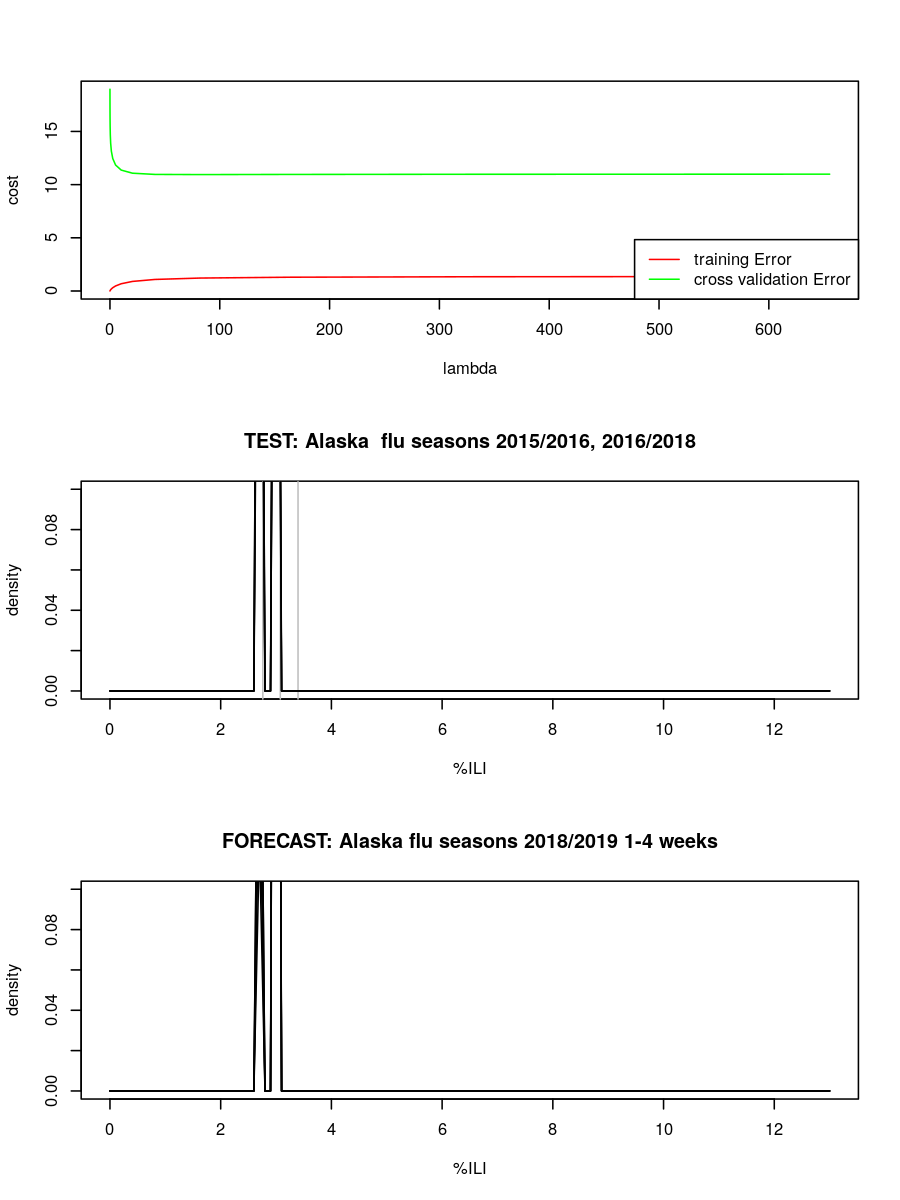 15
10
5
0
cost
training Error
cross validation Error
0 100 200 300 400 500 600
lambda
TEST: Alaska  flu seasons 2015/2016, 2016/2018
0.08
0.04
0.00
density
0 2 4 6 8 10 12
%ILI
FORECAST: Alaska flu seasons 2018/2019 1-4 weeks
0.08
0.04
0.00
density
0 2 4 6 8 10 12
%ILI